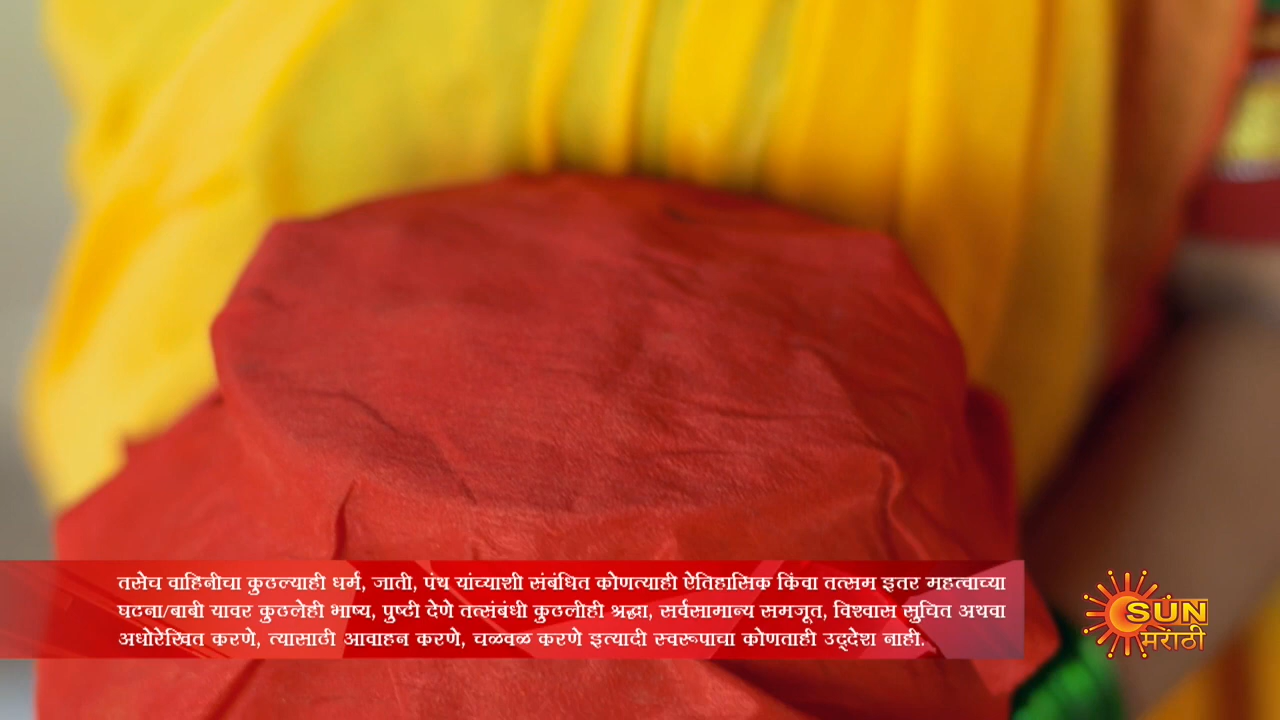 तसेच वाहिनीचा कुठल्याही धर्म, जाती, पंथ यांच्याशी संबंधित कोणत्याही ऐतिहासिक किंवा तत्सम इतर महत्वाच्या
घटना/बाबी यावर कुठलेही भाष्य, पुष्टी देणे तत्संबंधी कुठलीही श्रद्धा, सर्वसामान्य समजूत, विश्वास सुचित अथवा
अधोरेखित करणे, त्यासाठी आवाहन करणे, चळवळ करणे इत्यादी स्वरूपाचा कोणताही उद्देश नाही.
SUN
मराठी